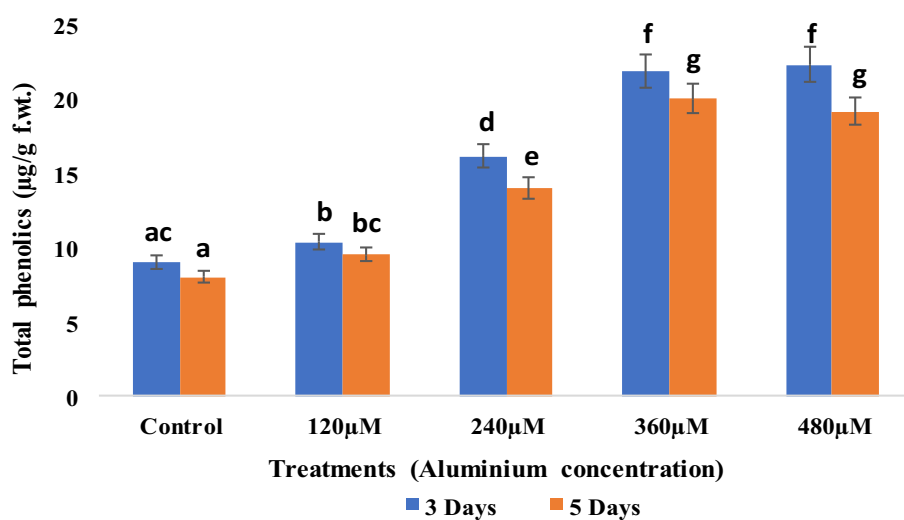 Total phenolics (µg/g f.wt.)
25
20
15
10
5
0
ac
a
b
bc
d
e
f
g
f
g
Control
120µM
240µM
360µM
480µM
Treatments (Aluminium concentration)
3 Days
5 Days